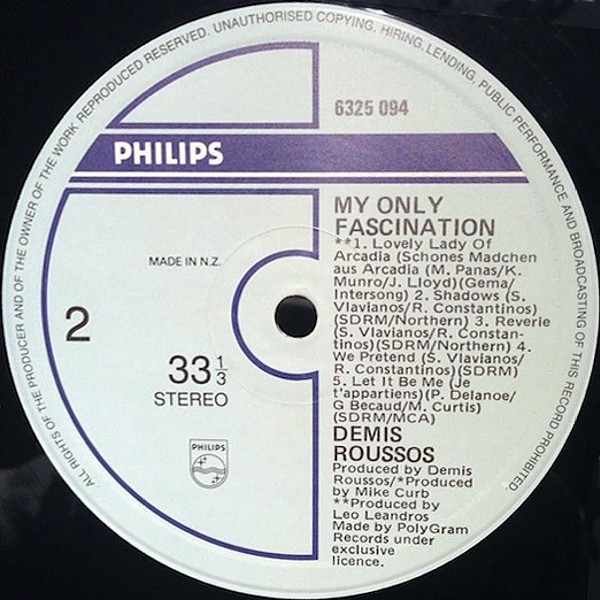 ALL RIGHTS OF THE PRODUCER AND OF THE OWNER OF THE WORK REPRODUCED RESERVED. UNAUTHORISED COPYING, HIRING, LENDING, PUBLIC PERFORMANCE AND BROADCASTING OF THIS RECORD PROHIBITED
6325 094
PHILIPS
MADE IN N.Z.
2
33 1/3
STEREO
PHILIPS
MY ONLY
FASCINATION
**1. Lovely Lady Of
Arcadia (Schones Madchen
aus Arcadia (M. Panas/K.
Munro/J. Lloyd)(Gema/
Intersong) 2. Shadows (S.
Vlavianos/R. Constantinos)
(SDRM/Northern) 3. Reverie
(S. Vlavianos/R. Constan-
tinos)(SDRM/Northern) 4.
We Pretend (S. Vlavianos/
R. Constantinos)(SDRM)
5. Let It Be Me (Je
t'appartiens)(P. Delanoe/
G Becaud/M. Curtis)
(SDRM/MCA)
DEMIS
ROUSSOS
Produced by Demis
Roussos/*Produced
by Mike Curb
**Produced by
Leo Leandros
Made by PolyGram
Records under
exclusive
licence.